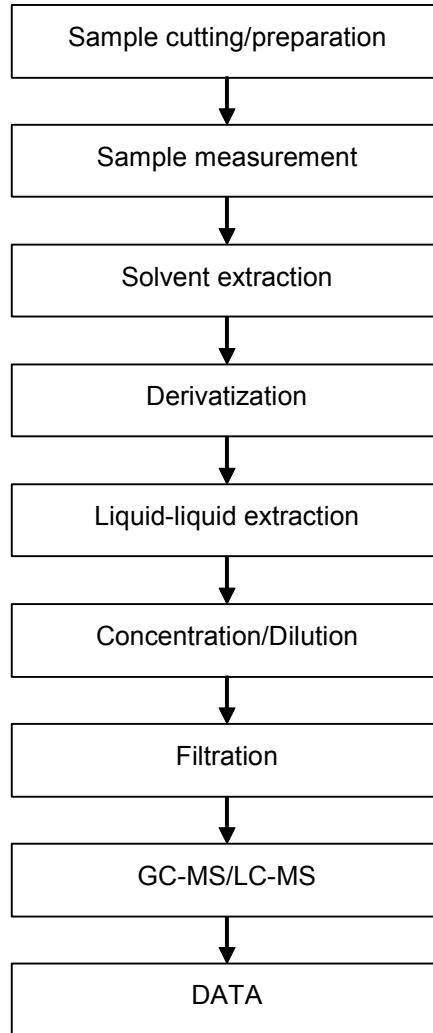 Sample cutting/preparation
Sample measurement
Solvent extraction
Derivatization
Liquid-liquid extraction
Concentration/Dilution
Filtration
GC-MS/LC-MS
DATA